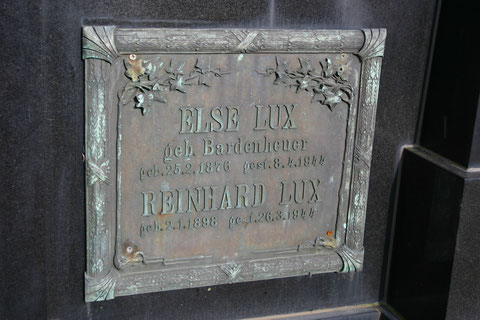 ELSE LUX
geb. Bardenheuer
geb. 25.2.1876 gest. 8.4.1944
REINHARD LUX
geb. 2.1.1898 ge t. 26.3.1944